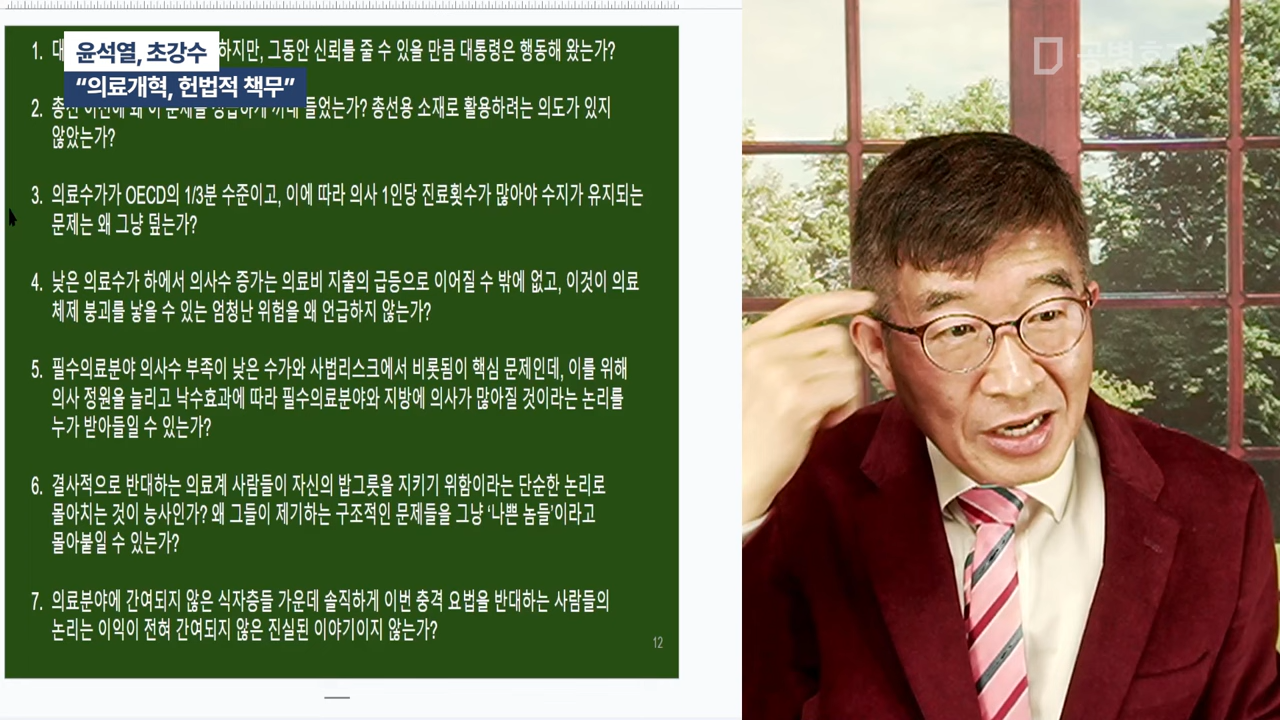 윤석열, 초강수
“의료개혁, 헌법적 책무”
1. 대 하지만, 그동안 신뢰를 줄 수 있을 만큼 대통령은 행동해 왔는가?
2. 총선 이전에 왜 이 문제를 성급하게 꺼내 들었는가? 총선용 소재로 활용하려는 의도가 있지
않았는가?
3. 의료수가가 OECD의 1/3분 수준이고, 이에 따라 의사 1인당 진료횟수가 많아야 수지가 유지되는
문제는 왜 그냥 덮는가?
4. 낮은 의료수가 하에서 의사수 증가는 의료비 지출의 급등으로 이어질 수 밖에 없고, 이것이 의료
체제 붕괴를 낳을 수 있는 엄청난 위험을 왜 언급하지 않는가?
5. 필수의료분야 의사수 부족이 낮은 수가와 사법리스크에서 비롯됨이 핵심 문제인데, 이를 위해
의사 정원을 늘리고 낙수효과에 따라 필수의료분야와 지방에 의사가 많아질 것이라는 논리를
누가 받아들일 수 있는가?
6. 결사적으로 반대하는 의료계 사람들이 자신의 밥그릇을 지키기 위함이라는 단순한 논리로
몰아치는 것이 능사인가? 왜 그들이 제기하는 구조적인 문제들을 그냥 ‘나쁜 놈들’이라고
몰아붙일 수 있는가?
7. 의료분야에 간여되지 않은 식자층들 가운데 솔직하게 이번 충격 요법을 반대하는 사람들의
논리는 이익이 전혀 간여되지 않은 진실된 이야기이지 않는가?
12